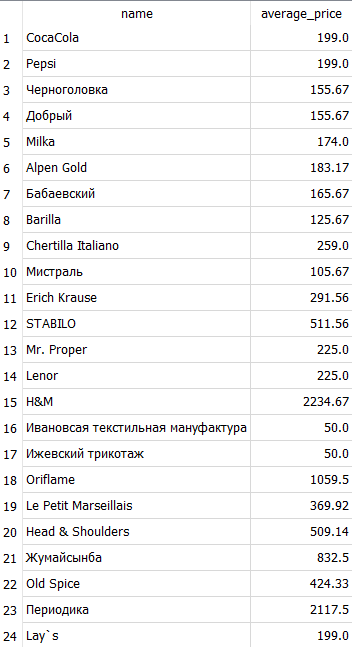 name average_price
1 CocaCola 199.0
2 Pepsi 199.0
3 Черноголовка 155.67
4 Добрый 155.67
5 Milka 174.0
6 Alpen Gold 183.17
7 Бабаевский 165.67
8 Barilla 125.67
9 Chertilla Italiano 259.0
10 Мистраль 105.67
11 Erich Krause 291.56
12 STABILO 511.56
13 Mr. Proper 225.0
14 Lenor 225.0
15 H&M 2234.67
16 Ивановсая текстильная мануфактура 50.0
17 Ижевский трикотаж 50.0
18 Oriflame 1059.5
19 Le Petit Marseillais 369.92
20 Head & Shoulders 509.14
21 Жумайсынба 832.5
22 Old Spice 424.33
23 Периодика 2117.5
24 Lay`s 199.0